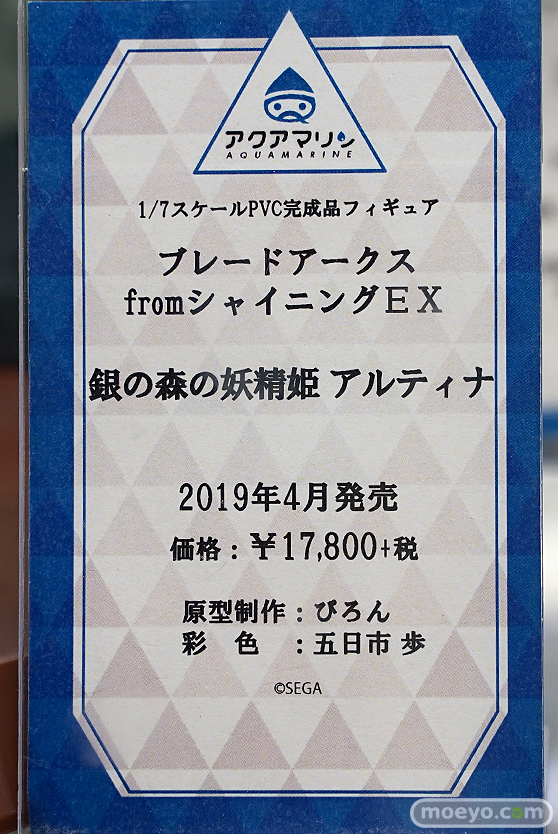 アクアマリン
AQUAMARINE
1/7スケールPVC完成品フィギュア
ブレードアークス
fromシャイニングEX
銀の森の妖精姫 アルティナ
2019年4月発売
価格：￥17,800+税
原型制作：びろん
彩　色　：五日市 歩
©SEGA
moeyo.com